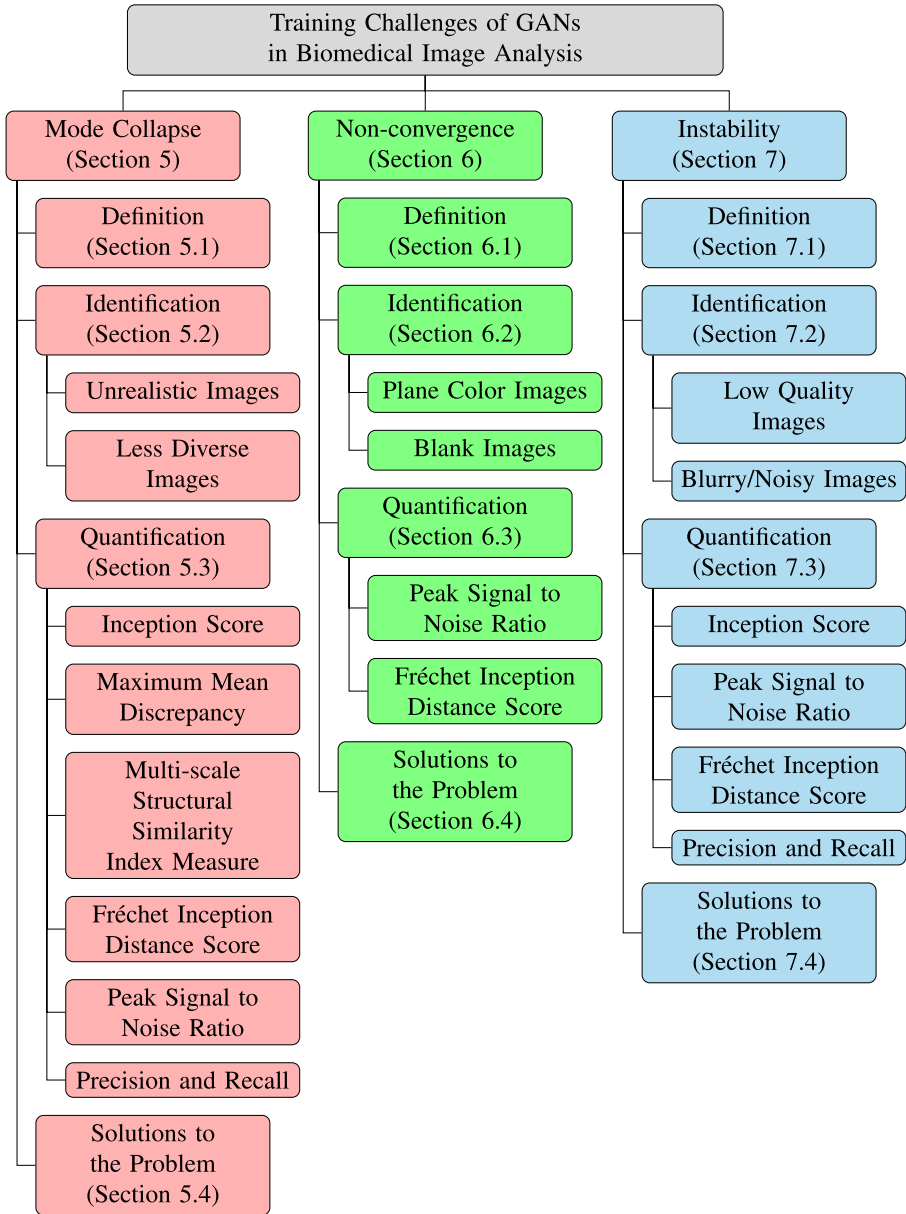 Training Challenges of GANs
in Biomedical Image Analysis
Mode Collapse
(Section 5)
Definition
(Section 5.1)
Identification
(Section 5.2)
Unrealistic Images
Less Diverse
Images
Quantification
(Section 5.3)
Inception Score
Maximum Mean
Discrepancy
Multi-scale
Structural
Similarity
Index Measure
Fréchet Inception
Distance Score
Peak Signal to
Noise Ratio
Precision and Recall
Solutions to
the Problem
(Section 5.4)
Non-convergence
(Section 6)
Definition
(Section 6.1)
Identification
(Section 6.2)
Plane Color Images
Blank Images
Quantification
(Section 6.3)
Peak Signal to
Noise Ratio
Fréchet Inception
Distance Score
Solutions to
the Problem
(Section 6.4)
Instability
(Section 7)
Definition
(Section 7.1)
Identification
(Section 7.2)
Low Quality
Images
Blurry/Noisy Images
Quantification
(Section 7.3)
Inception Score
Peak Signal to
Noise Ratio
Fréchet Inception
Distance Score
Precision and Recall
Solutions to
the Problem
(Section 7.4)